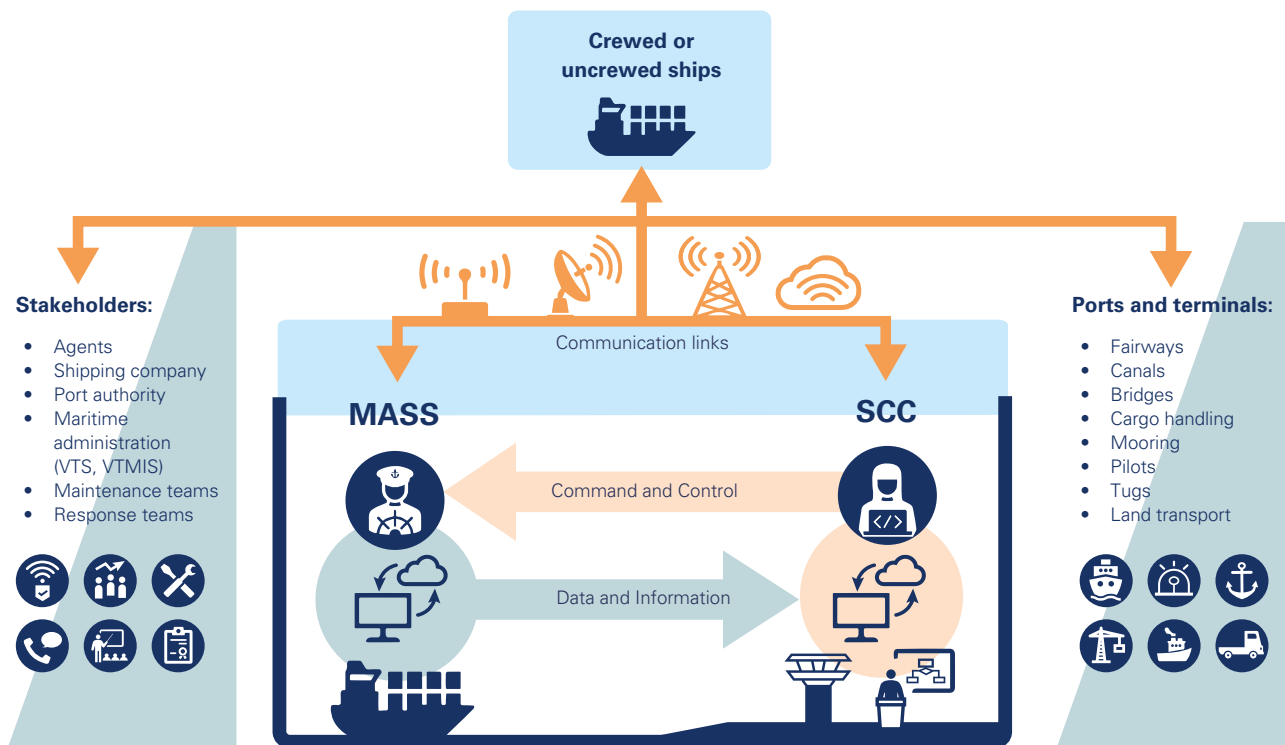 Crewed or
uncrewed ships
Stakeholders:
• Agents
• Shipping company
• Port authority
• Maritime
administration
(VTS, VTMIS)
• Maintenance teams
• Response teams
Communication links
MASS
SCC
Command and Control
</>
Data and Information
Ports and terminals:
• Fairways
• Canals
• Bridges
• Cargo handling
• Mooring
• Pilots
• Tugs
• Land transport